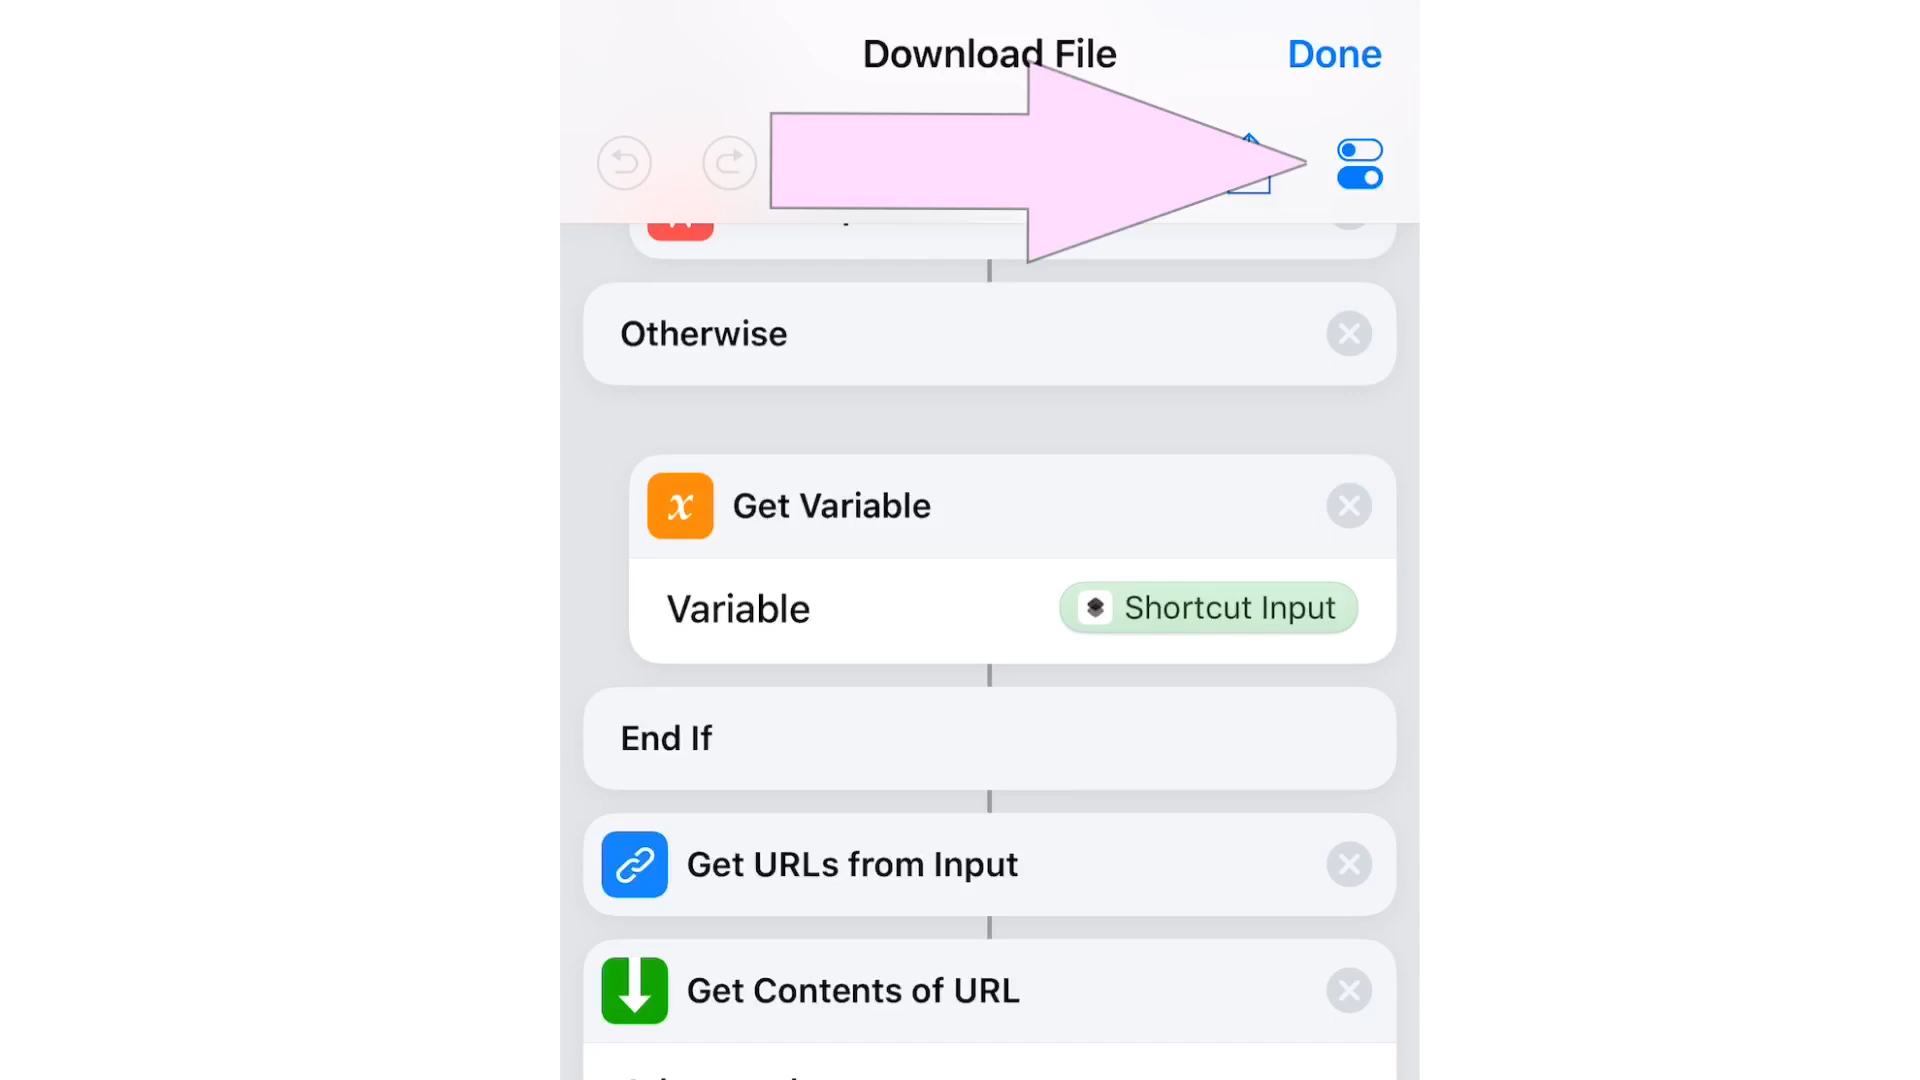 Download File
Done
Otherwise
x Get Variable
Variable
Shortcut Input
End If
Get URLs from Input
Get Contents of URL